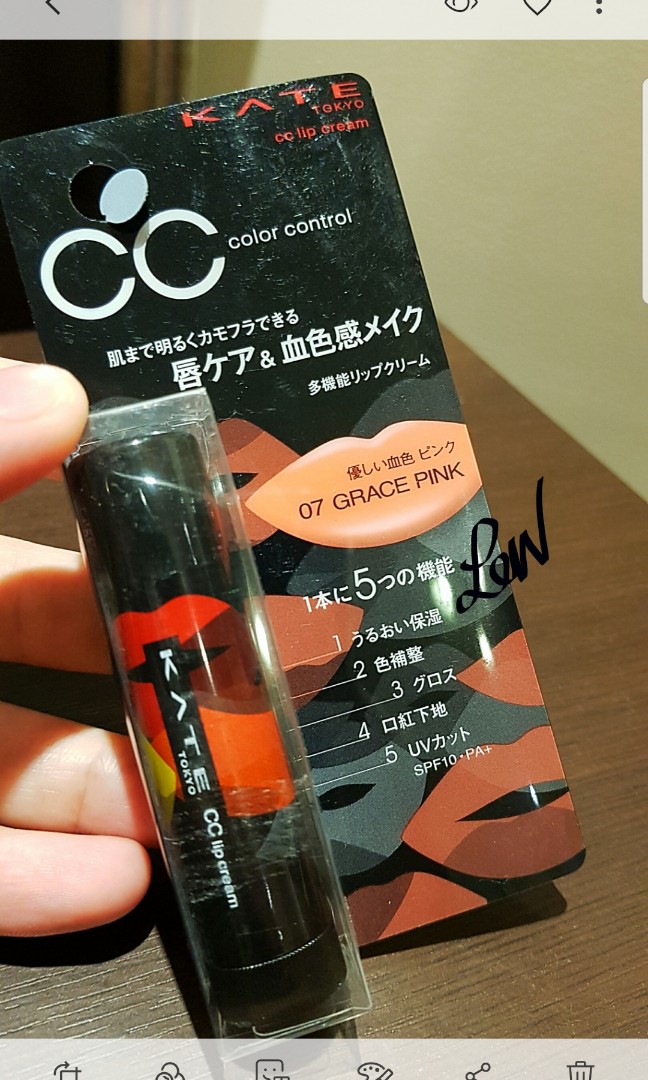 KATE
TOKYO
cc lip cream
CC color control
肌まで明るくカモフラできる
唇ケア & 血色感メイク
多機能リップクリーム
優しい血色 ピンク
07 GRACE PINK
LoW
1本に5つの機能
1 うるおい保湿
2 色補整
3 グロス
4 口紅下地
5 UVカット
SPF10・PA+
KATE
TOKYO
CC lip cream